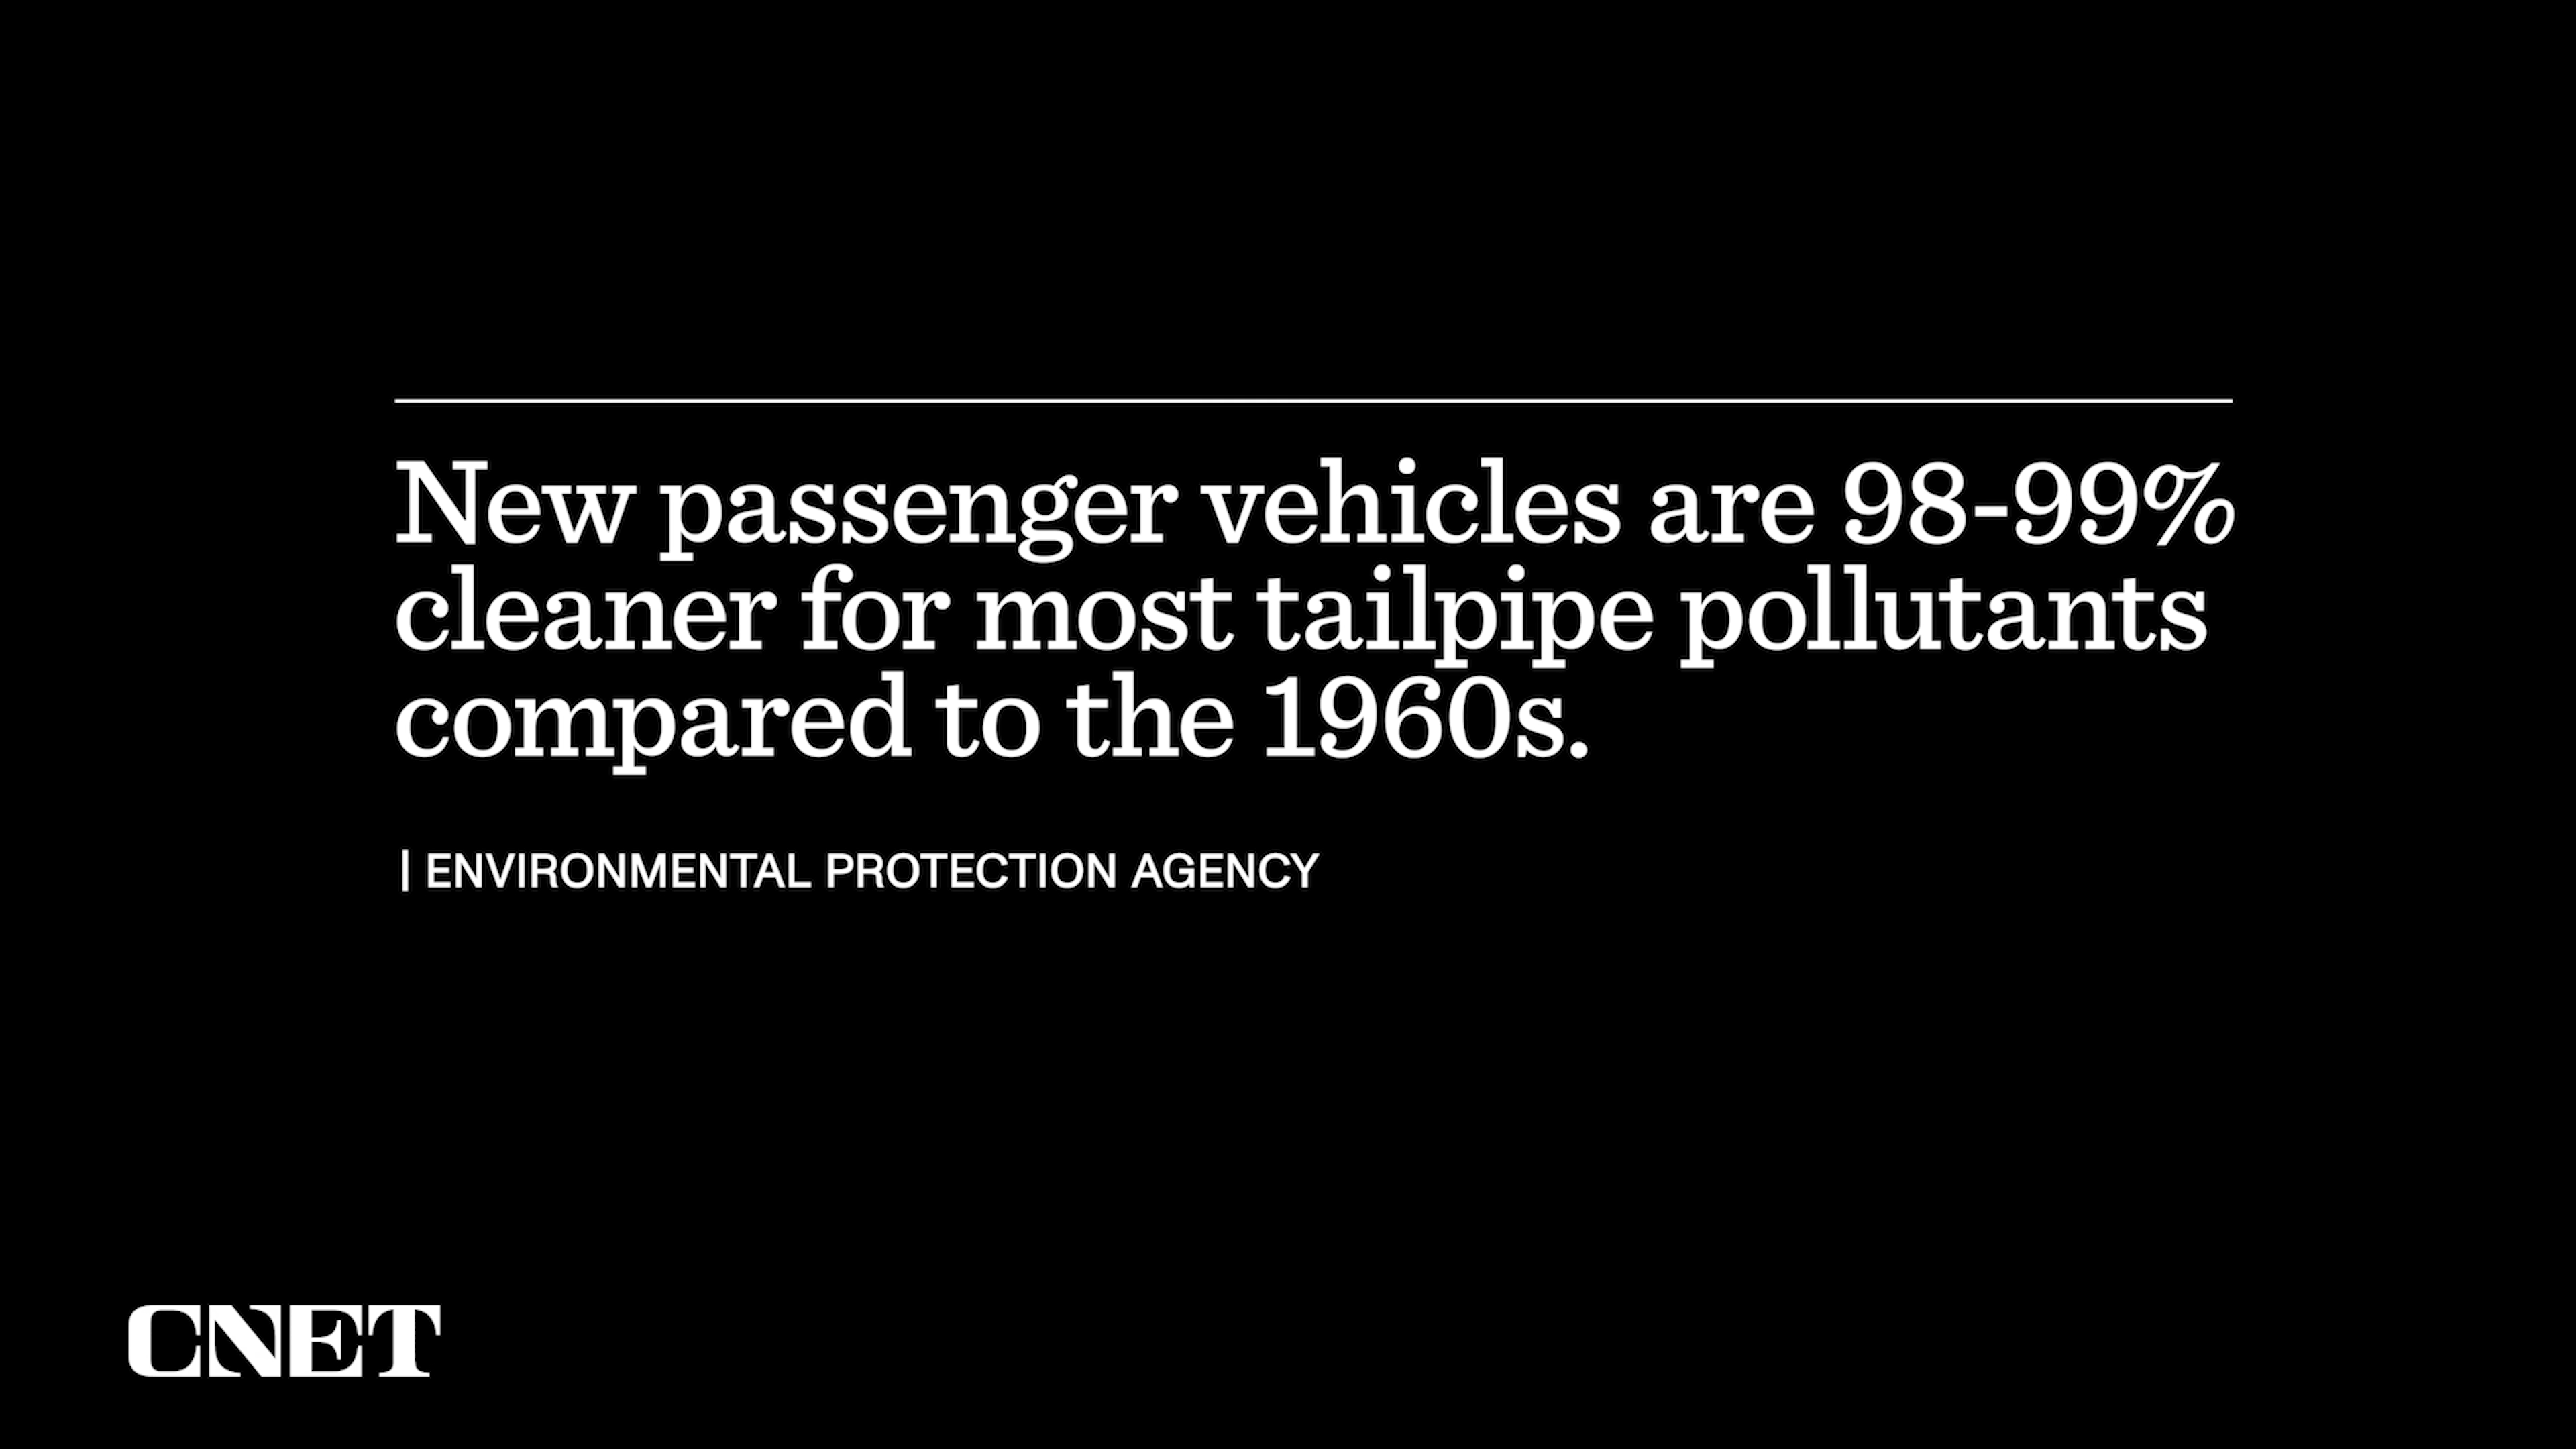 New passenger vehicles are 98-99%
cleaner for most tailpipe pollutants
compared to the 1960s.
| ENVIRONMENTAL PROTECTION AGENCY
CNET